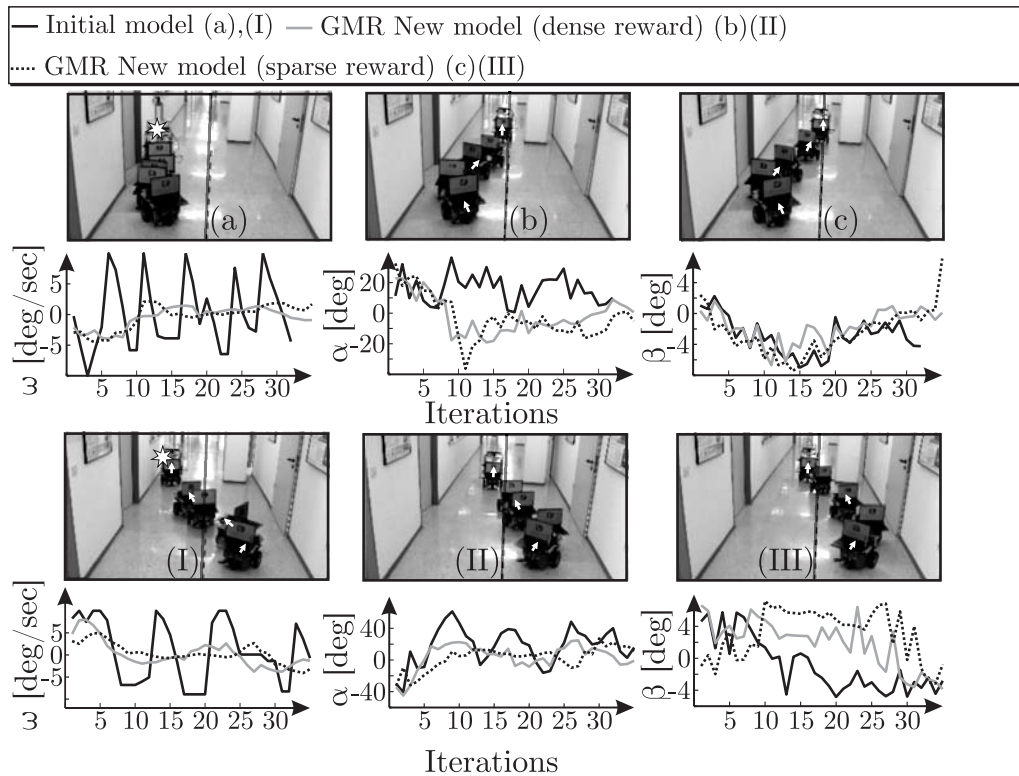 Initial model (a),(I) GMR New model (dense reward) (b)(II)
GMR New model (sparse reward) (c)(III)
(a) (b) (c)
ω [deg/sec] 5 0 -5
5 10 15 20 25 30
α [deg] 20 0 -20
5 10 15 20 25 30
β [deg] 4 0 -4
5 10 15 20 25 30
Iterations
(I) (II) (III)
ω [deg/sec] 5 0 -5
5 10 15 20 25 30
α [deg] 40 0 -40
5 10 15 20 25 30
β [deg] 4 0 -4
5 10 15 20 25 30
Iterations